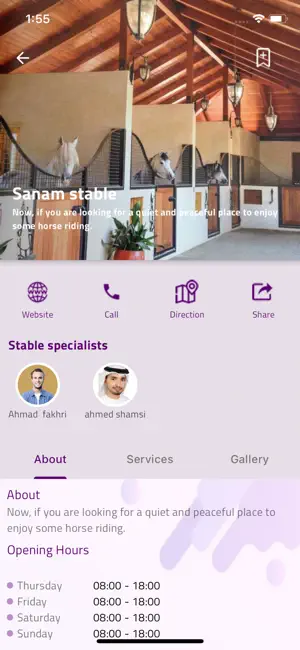 1:55
Sanam stable
Now, if you are looking for a quiet and peaceful place to enjoy
some horse riding.
Website
Call
Direction
Share
Stable specialists
Ahmad fakhri
ahmed shamsi
About
Services
Gallery
About
Now, if you are looking for a quiet and peaceful place to
enjoy some horse riding.
Opening Hours
Thursday 08:00 - 18:00
Friday 08:00 - 18:00
Saturday 08:00 - 18:00
Sunday 08:00 - 18:00